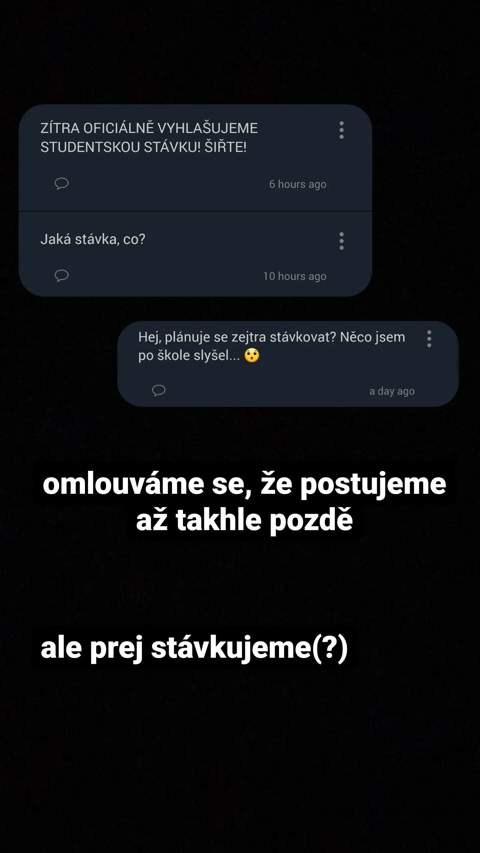 ZÍTRA OFICIÁLNĚ VYHLAŠUJEME
STUDENTSKOU STÁVKU! ŠIŘTE!
6 hours ago
Jaká stávka, co?
10 hours ago
Hej, plánuje se zejtra stávkovat? Něco jsem
po škole slyšel... 😯
a day ago
omlouváme se, že postujeme
až takhle pozdě
ale prej stávkujeme(?)